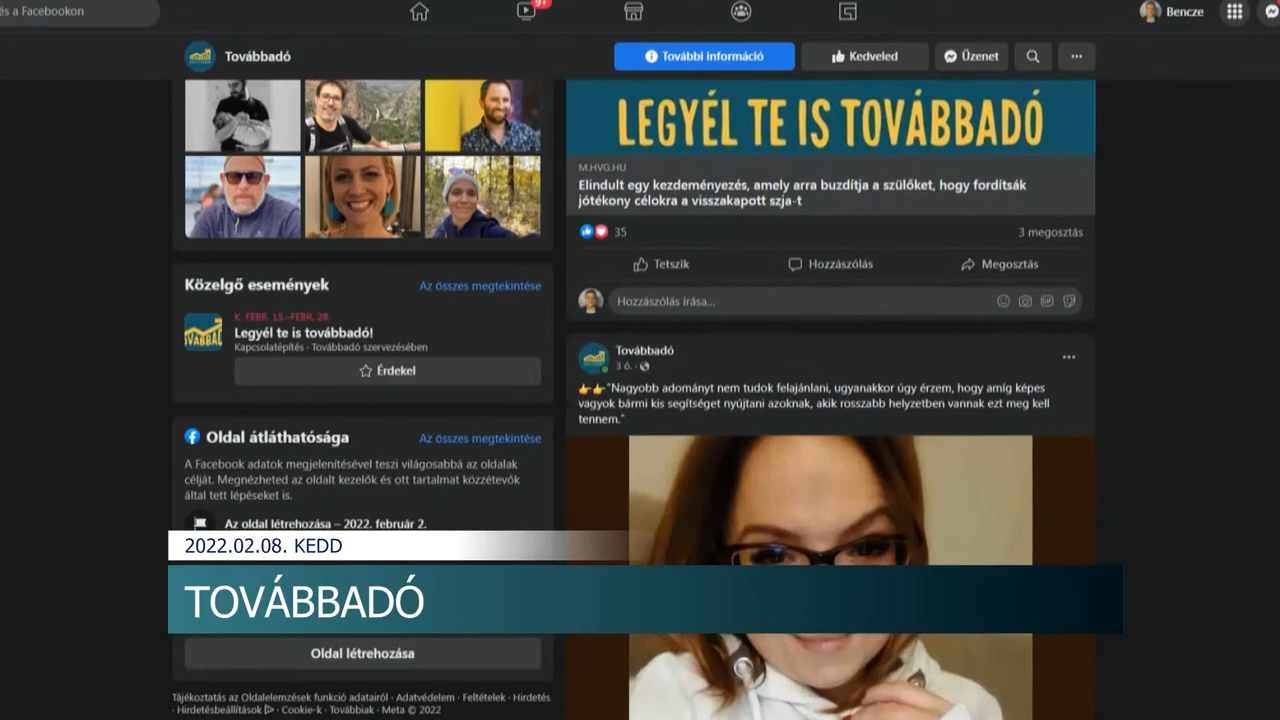 és a Facebookon
9+
Bencze
Továbbadó
További információ
Kedveled
Üzenet
LEGYÉL TE IS TOVÁBBADÓ
M.HVG.HU
Elindult egy kezdeményezés, amely arra buzdítja a szülőket, hogy fordítsák
jótékony célokra a visszakapott szja-t
35
3 megosztás
Tetszik
Hozzászólás
Megosztás
Hozzászólás írása...
Közelgő események
Az összes megtekintése
K, FEBR. 15.–FEBR. 28.
Legyél te is továbbadó!
Kapcsolatépítés · Továbbadó szervezésében
Érdekel
Továbbadó
3 ó.
"Nagyobb adományt nem tudok felajánlani, ugyanakkor úgy érzem, hogy amíg képes
vagyok bármi kis segítséget nyújtani azoknak, akik rosszabb helyzetben vannak ezt meg kell
tennem."
Oldal átláthatósága
Az összes megtekintése
A Facebook adatok megjelenítésével teszi világosabbá az oldalak
célját. Megnézheted az oldalt kezelők és ott tartalmat közzétevők
által tett lépéseket is.
Az oldal létrehozása – 2022. február 2.
2022.02.08. KEDD
TOVÁBBADÓ
Oldal létrehozása
Tájékoztatás az Oldalelemzések funkció adatairól · Adatvédelem · Feltételek · Hirdetés
· Hirdetésbeállítások · Cookie-k · Továbbiak · Meta © 2022